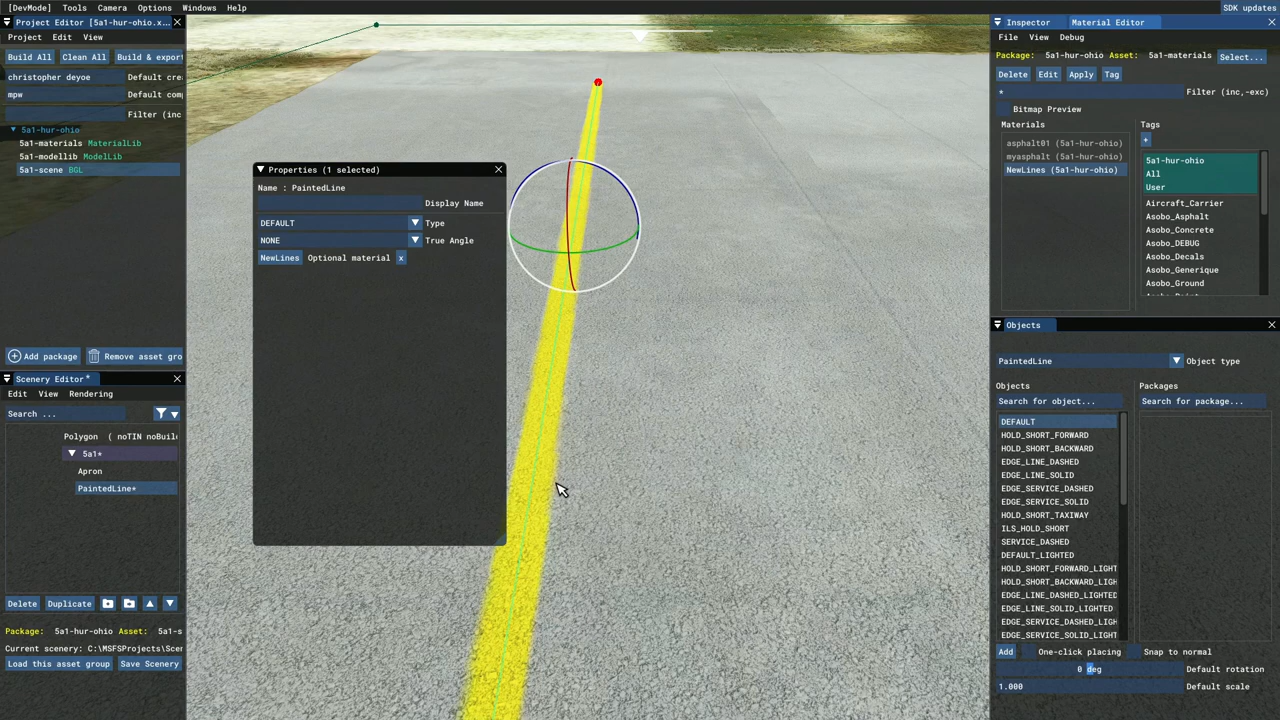 [DevMode] Tools Camera Options Windows Help SDK updates
Project Editor [5a1-hur-ohio.x...
Project Edit View
Build All Clean All Build & export
christopher deyoe Default cre
mpw Default com
Filter (inc
5a1-hur-ohio
5a1-materials MaterialLib
5a1-modellib ModelLib
5a1-scene BGL
Add package Remove asset gro
Scenery Editor*
Edit View Rendering
Search ...
Polygon ( noTIN noBuil
5a1*
Apron
PaintedLine*
Delete Duplicate
Package: 5a1-hur-ohio Asset: 5a1-s
Current scenery: C:\MSFSProjects\Scen
Load this asset group Save Scenery
Properties (1 selected)
Name : PaintedLine
Display Name
DEFAULT Type
NONE True Angle
NewLines Optional material x
Inspector Material Editor
File View Debug
Package: 5a1-hur-ohio Asset: 5a1-materials Select...
Delete Edit Apply Tag
* Filter (inc,-exc)
Bitmap Preview
Materials
asphalt01 (5a1-hur-ohio)
myasphalt (5a1-hur-ohio)
NewLines (5a1-hur-ohio)
Tags
+
5a1-hur-ohio
All
User
Aircraft_Carrier
Asobo_Asphalt
Asobo_Concrete
Asobo_DEBUG
Asobo_Decals
Asobo_Generique
Asobo_Ground
Objects
PaintedLine Object type
Objects
Search for object...
DEFAULT
HOLD_SHORT_FORWARD
HOLD_SHORT_BACKWARD
EDGE_LINE_DASHED
EDGE_LINE_SOLID
EDGE_SERVICE_DASHED
EDGE_SERVICE_SOLID
HOLD_SHORT_TAXIWAY
ILS_HOLD_SHORT
SERVICE_DASHED
DEFAULT_LIGHTED
HOLD_SHORT_FORWARD_LIGHT
HOLD_SHORT_BACKWARD_LIGH
EDGE_LINE_DASHED_LIGHTED
EDGE_LINE_SOLID_LIGHTED
EDGE_SERVICE_DASHED_LIGH
EDGE_SERVICE_SOLID_LIGHT
Packages
Search for package...
Add One-click placing Snap to normal
0 deg Default rotation
1.000 Default scale